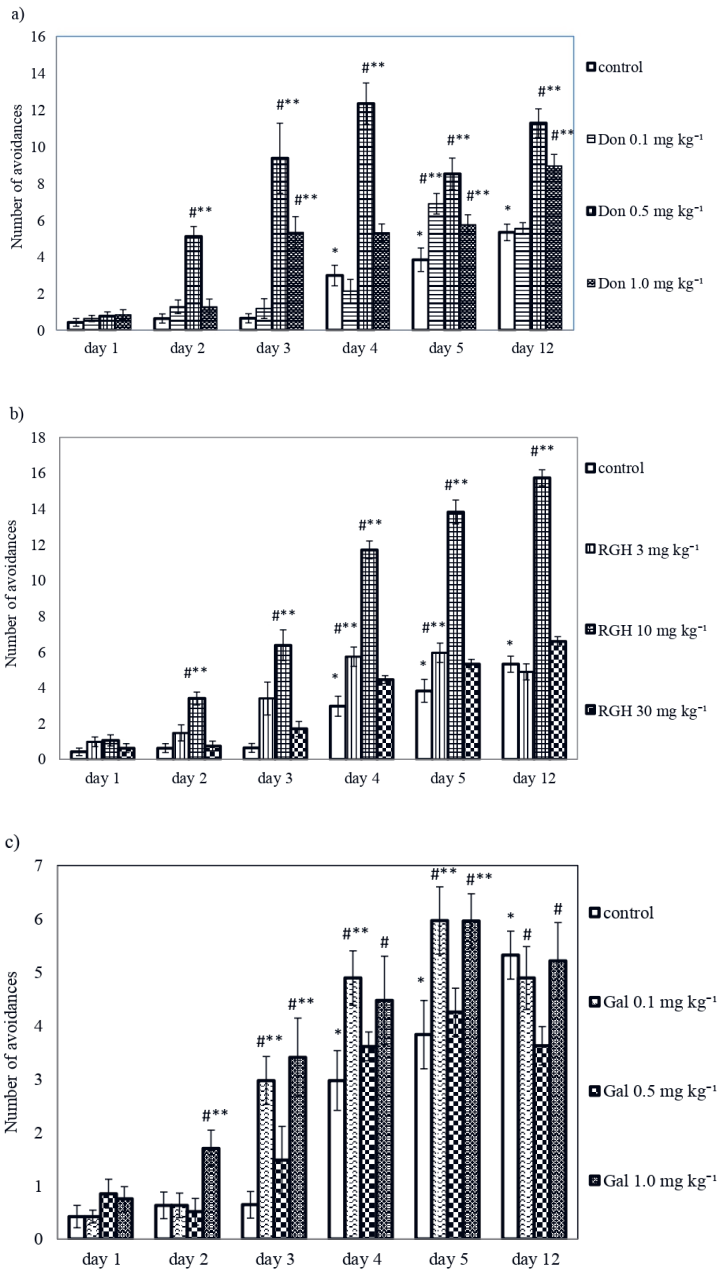 a)
Number of avoidances
16
14
12
10
8
6
4
2
0
#** #** #** #** #** #** #** #** #** * * *
day 1 day 2 day 3 day 4 day 5 day 12
control
Don 0.1 mg kg⁻¹
Don 0.5 mg kg⁻¹
Don 1.0 mg kg⁻¹
b)
Number of avoidances
18
16
14
12
10
8
6
4
2
0
#** #** #** #** #** #** #** * * *
day 1 day 2 day 3 day 4 day 5 day 12
control
RGH 3 mg kg⁻¹
RGH 10 mg kg⁻¹
RGH 30 mg kg⁻¹
c)
Number of avoidances
7
6
5
4
3
2
1
0
#** #** #** * #** # * #** #** * # #
day 1 day 2 day 3 day 4 day 5 day 12
control
Gal 0.1 mg kg⁻¹
Gal 0.5 mg kg⁻¹
Gal 1.0 mg kg⁻¹